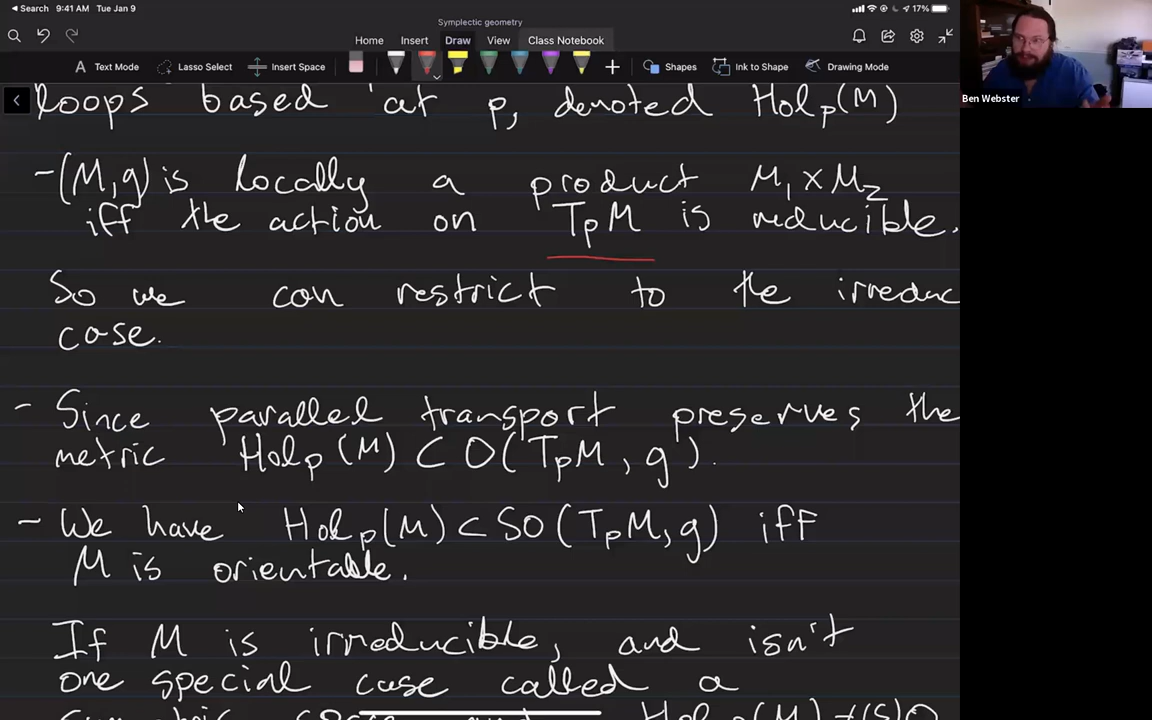 Search 9:41 AM Tue Jan 9
Symplectic geometry
17%
Home Insert Draw View Class Notebook
Text Mode Lasso Select Insert Space Shapes Ink to Shape Drawing Mode
Ben Webster
loops based at p, denoted Holp(M)
- (M,g) is locally a product M1 x M2
iff the action on TpM is reducible.
So we can restrict to the irreduc
case.
- Since parallel transport preserves the
metric Holp(M) ⊂ O(TpM, g).
- We have Holp(M) ⊂ SO(TpM, g) iff
M is orientable.
If M is irreducible, and isn't
one special case called a